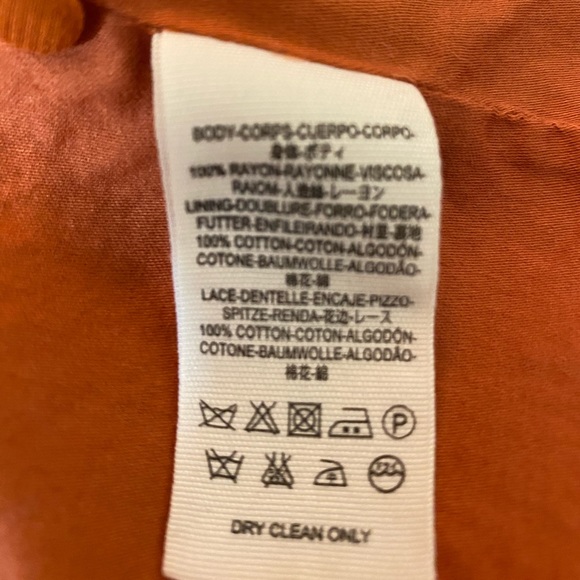 BODY-CORPS-CUERPO-CORPO-
身体-ボディ
100% RAYON-RAYONNE-VISCOSA-
RAIOM-人造絲-レーヨン
LINING-DOUBLURE-FORRO-FODERA-
FUTTER-ENFILEIRANDO-村里-裏地
100% COTTON-COTON-ALGODÓN-
COTONE-BAUMWOLLE-ALGODÃO-
棉花-綿
LACE-DENTELLE-ENCAJE-PIZZO-
SPITZE-RENDA-花边-レース
100% COTTON-COTON-ALGODÓN-
COTONE-BAUMWOLLE-ALGODÃO-
棉花-綿
P
DRY CLEAN ONLY